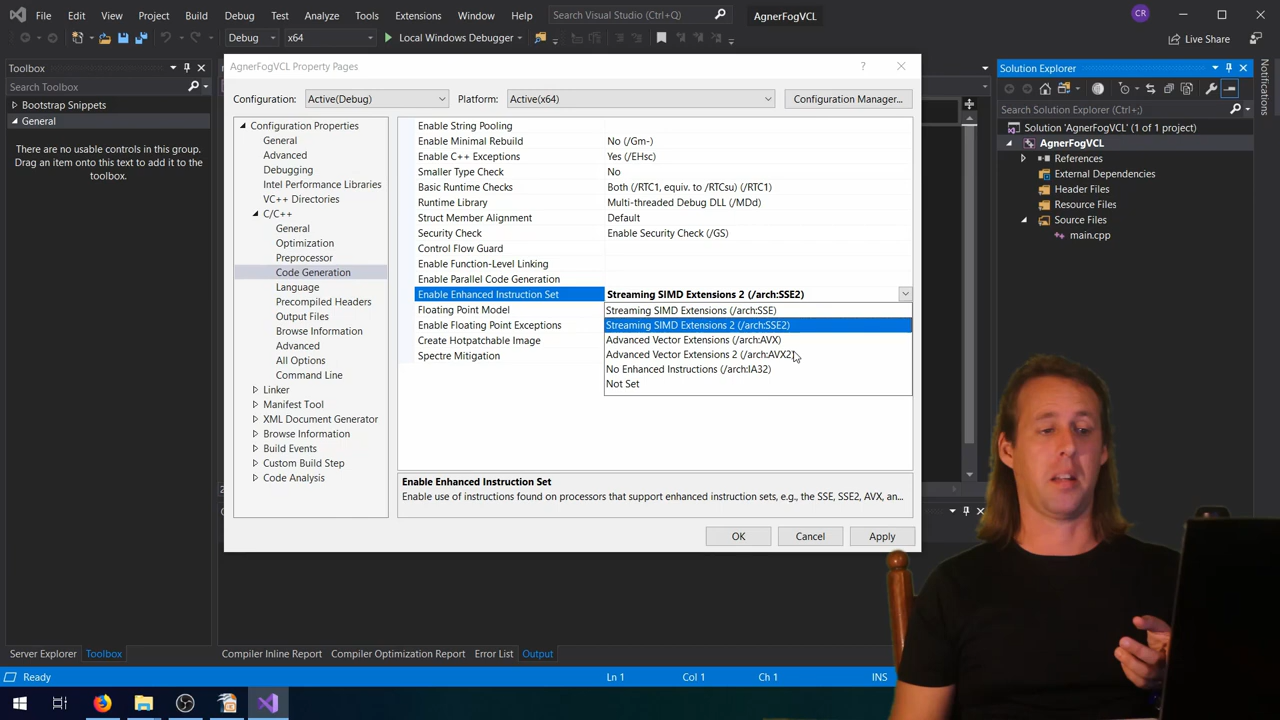 File Edit View Project Build Debug Test Analyze Tools Extensions Window Help Search Visual Studio (Ctrl+Q) AgnerFogVCL CR
Debug x64 Local Windows Debugger Live Share
Toolbox
Search Toolbox
Bootstrap Snippets
General
There are no usable controls in this group.
Drag an item onto this text to add it to the
toolbox.
AgnerFogVCL Property Pages
Configuration: Active(Debug) Platform: Active(x64) Configuration Manager...
Configuration Properties
General
Advanced
Debugging
Intel Performance Libraries
VC++ Directories
C/C++
General
Optimization
Preprocessor
Code Generation
Language
Precompiled Headers
Output Files
Browse Information
Advanced
All Options
Command Line
Linker
Manifest Tool
XML Document Generator
Browse Information
Build Events
Custom Build Step
Code Analysis
Enable String Pooling
Enable Minimal Rebuild No (/Gm-)
Enable C++ Exceptions Yes (/EHsc)
Smaller Type Check No
Basic Runtime Checks Both (/RTC1, equiv. to /RTCsu) (/RTC1)
Runtime Library Multi-threaded Debug DLL (/MDd)
Struct Member Alignment Default
Security Check Enable Security Check (/GS)
Control Flow Guard
Enable Function-Level Linking
Enable Parallel Code Generation
Enable Enhanced Instruction Set Streaming SIMD Extensions 2 (/arch:SSE2)
Floating Point Model
Enable Floating Point Exceptions
Create Hotpatchable Image
Spectre Mitigation
Streaming SIMD Extensions (/arch:SSE)
Streaming SIMD Extensions 2 (/arch:SSE2)
Advanced Vector Extensions (/arch:AVX)
Advanced Vector Extensions 2 (/arch:AVX2)
No Enhanced Instructions (/arch:IA32)
Not Set
Enable Enhanced Instruction Set
Enable use of instructions found on processors that support enhanced instruction sets, e.g., the SSE, SSE2, AVX, an...
OK Cancel Apply
Solution Explorer
Search Solution Explorer
Solution 'AgnerFogVCL' (1 of 1 project)
AgnerFogVCL
References
External Dependencies
Header Files
Resource Files
Source Files
main.cpp
Notifications
Server Explorer Toolbox
Compiler Inline Report Compiler Optimization Report Error List Output
Ready Ln 1 Col 1 Ch 1 INS